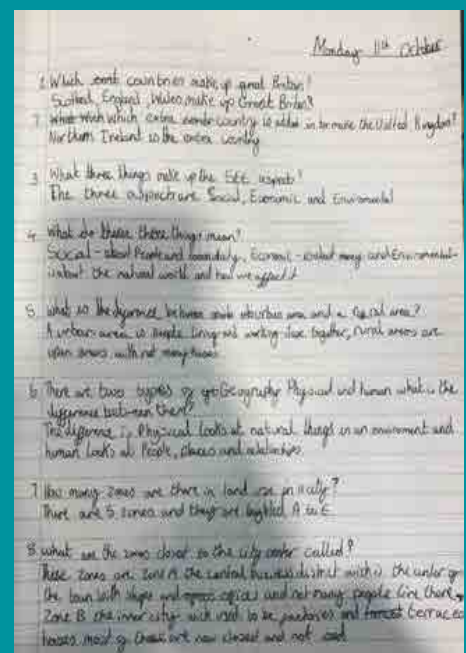 Monday 11th October
1. Which countries make up great Britan?
Scotland, England, Wales make up Great Britan
2. which extra country is added in to make the United Kingdom?
Northern Ireland is the extra country
3. What three things make up the SEE aspects?
The three aspects are Social, Economic and Enviromental
4. What do these three things mean?
Social - about People and , Economic - about money and Enviromental -
is about the natural world and how we affect it
5. what is the difference between urban area and a rural area?
A urban area is people living and working close together, rural areas are
open areas with not many houses
6. There are two types of Geography Physical and human what is the
difference between them?
The difference is Physical looks at natural things in an enviroment and
human looks at People, places and relationships.
7. How many zones are there in land use in a city?
There are 5 zones and they are labelled A to E
8. what are the zones closest to the city center called?
These zones are zone A the central business district is the center of
the town with shops and offices and not many people live there,
Zone B the inner city used to be factories and terraced
houses most of these are now closed and not used